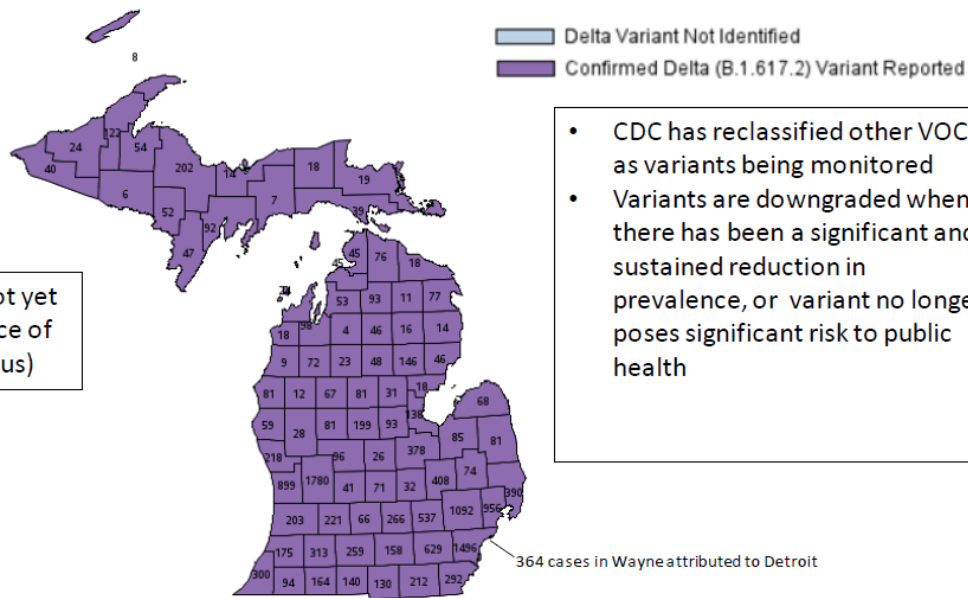 Delta Variant Not Identified
Confirmed Delta (B.1.617.2) Variant Reported
• CDC has reclassified other VOC
as variants being monitored
• Variants are downgraded when
there has been a significant and
sustained reduction in
prevalence, or variant no longe
poses significant risk to public
health
ot yet
ce of
us)
8
122
24 54
40 202 14 18 19
6 52 92 7 39
47
45 76 18
45
53 93 11 77
18 98 4 46 16 14
9 72 23 48 146 46
81 12 67 81 31 18
59 28 81 199 93 138 68
218 96 26 378 85 81
899 1780 41 71 32 408 74 390
203 221 66 266 537 1092 956
175 313 259 158 629 1496
300 94 164 140 130 212 292
364 cases in Wayne attributed to Detroit